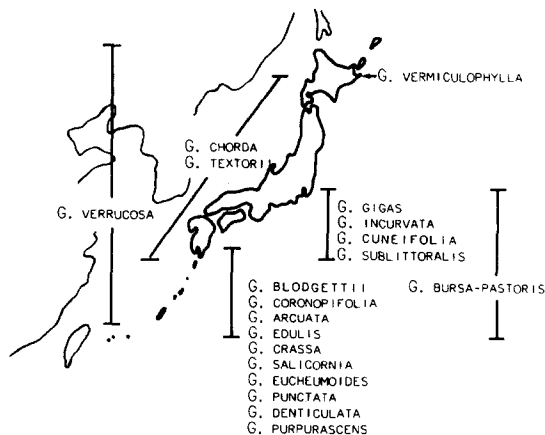 G. VERMICULOPHYLLA
G. CHORDA
G. TEXTORII
G. VERRUCOSA
G. GIGAS
G. INCURVATA
G. CUNEIFOLIA
G. SUBLITTORALIS
G. BURSA-PASTORIS
G. BLODGETTII
G. CORONOPIFOLIA
G. ARCUATA
G. EDULIS
G. CRASSA
G. SALICORNIA
G. EUCHEUMOIDES
G. PUNCTATA
G. DENTICULATA
G. PURPURASCENS